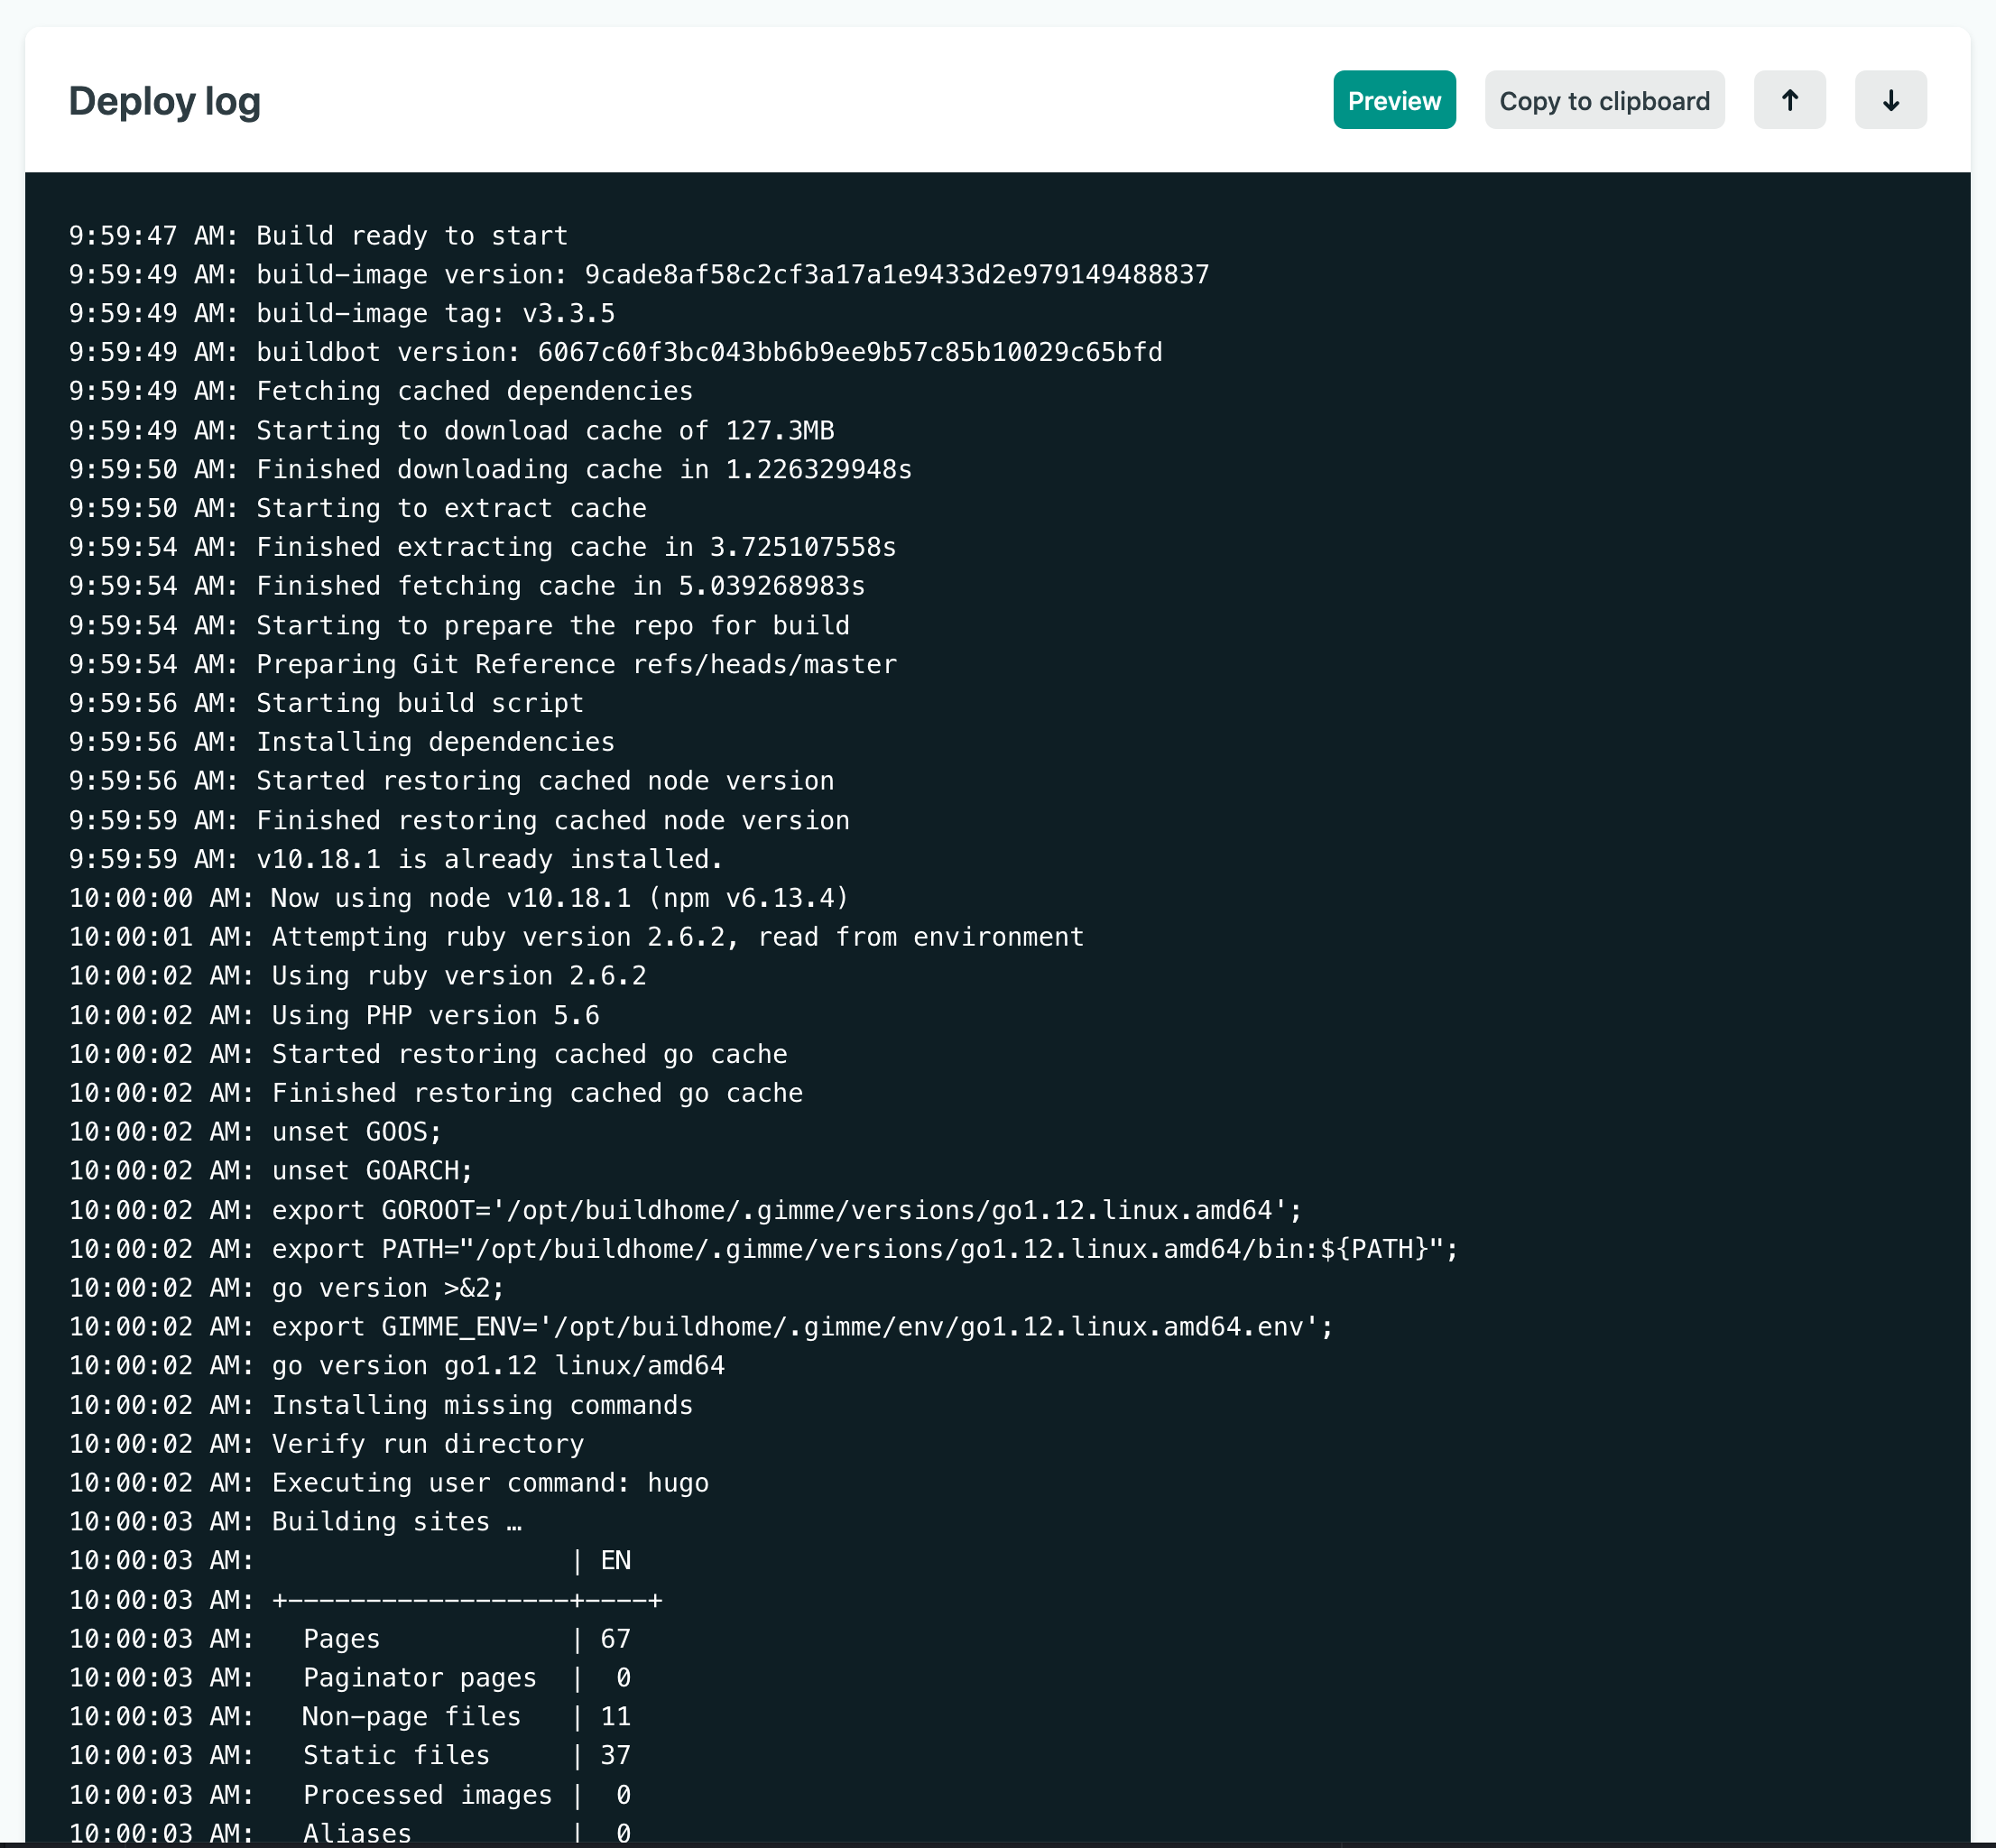 Deploy log
Preview
Copy to clipboard
↑
↓
9:59:47 AM: Build ready to start
9:59:49 AM: build-image version: 9cade8af58c2cf3a17a1e9433d2e979149488837
9:59:49 AM: build-image tag: v3.3.5
9:59:49 AM: buildbot version: 6067c60f3bc043bb6b9ee9b57c85b10029c65bfd
9:59:49 AM: Fetching cached dependencies
9:59:49 AM: Starting to download cache of 127.3MB
9:59:50 AM: Finished downloading cache in 1.226329948s
9:59:50 AM: Starting to extract cache
9:59:54 AM: Finished extracting cache in 3.725107558s
9:59:54 AM: Finished fetching cache in 5.039268983s
9:59:54 AM: Starting to prepare the repo for build
9:59:54 AM: Preparing Git Reference refs/heads/master
9:59:56 AM: Starting build script
9:59:56 AM: Installing dependencies
9:59:56 AM: Started restoring cached node version
9:59:59 AM: Finished restoring cached node version
9:59:59 AM: v10.18.1 is already installed.
10:00:00 AM: Now using node v10.18.1 (npm v6.13.4)
10:00:01 AM: Attempting ruby version 2.6.2, read from environment
10:00:02 AM: Using ruby version 2.6.2
10:00:02 AM: Using PHP version 5.6
10:00:02 AM: Started restoring cached go cache
10:00:02 AM: Finished restoring cached go cache
10:00:02 AM: unset GOOS;
10:00:02 AM: unset GOARCH;
10:00:02 AM: export GOROOT='/opt/buildhome/.gimme/versions/go1.12.linux.amd64';
10:00:02 AM: export PATH="/opt/buildhome/.gimme/versions/go1.12.linux.amd64/bin:${PATH}";
10:00:02 AM: go version >&2;
10:00:02 AM: export GIMME_ENV='/opt/buildhome/.gimme/env/go1.12.linux.amd64.env';
10:00:02 AM: go version go1.12 linux/amd64
10:00:02 AM: Installing missing commands
10:00:02 AM: Verify run directory
10:00:02 AM: Executing user command: hugo
10:00:03 AM: Building sites …
10:00:03 AM:                    | EN
10:00:03 AM: +------------------+----+
10:00:03 AM:   Pages            | 67
10:00:03 AM:   Paginator pages  |  0
10:00:03 AM:   Non-page files   | 11
10:00:03 AM:   Static files     | 37
10:00:03 AM:   Processed images |  0
10:00:03 AM:   Aliases          |  0